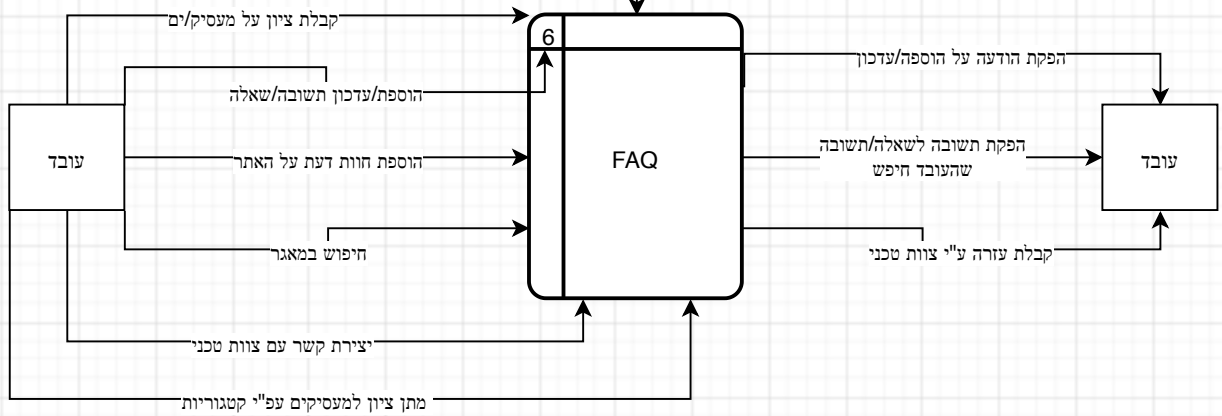 קבלת ציון על מעסיק/ים
6
הפקת הודעה על הוספה/עדכון
הוספת/עדכון תשובה/שאלה
עובד
הוספת חוות דעת על האתר
FAQ
הפקת תשובה לשאלה/תשובה
שהעובד חיפש
עובד
חיפוש במאגר
קבלת עזרה ע"י צוות טכני
יצירת קשר עם צוות טכני
מתן ציון למעסיקים עפ"י קטגוריות